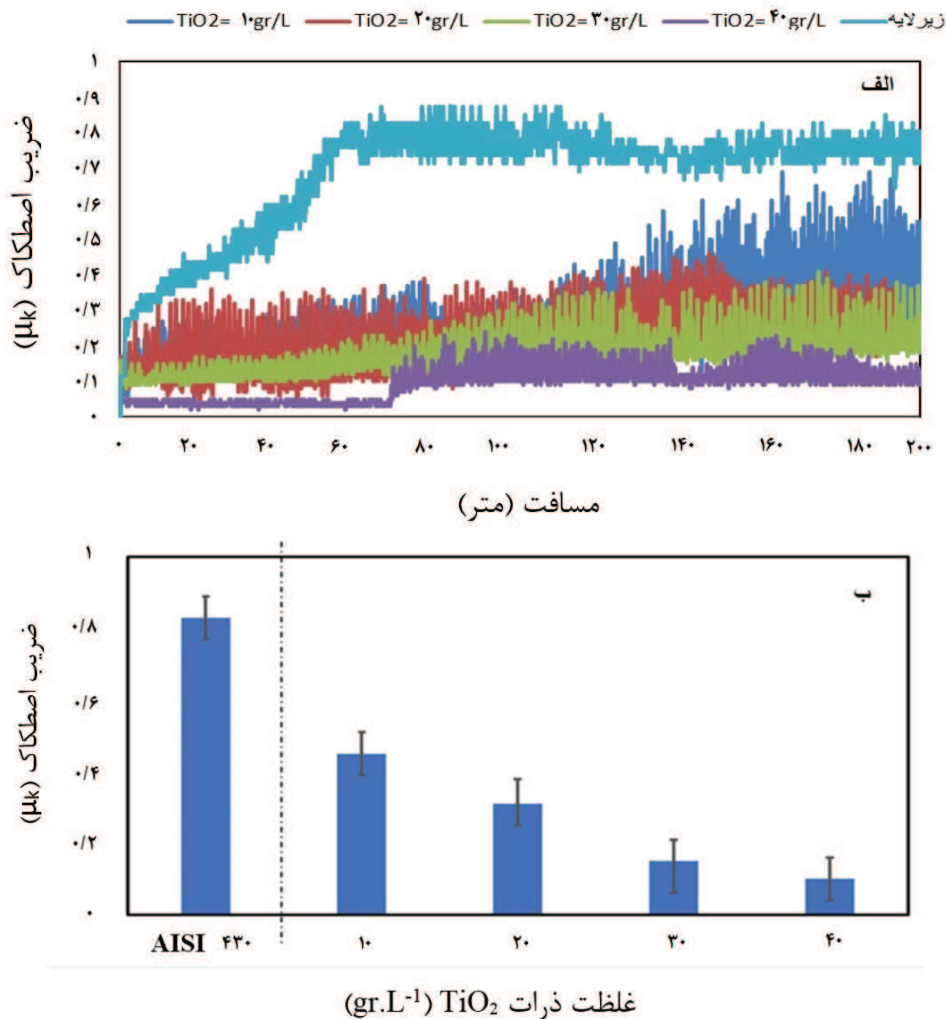 TiO2= ۱۰gr/L TiO2= ۲۰gr/L TiO2= ۳۰gr/L TiO2= ۴۰gr/L زیرلایه
الف
۱
۰/۹
۰/۸
۰/۷
۰/۶
۰/۵
۰/۴
۰/۳
۰/۲
۰/۱
۰
ضریب اصطکاک (μk)
۰ ۲۰ ۴۰ ۶۰ ۸۰ ۱۰۰ ۱۲۰ ۱۴۰ ۱۶۰ ۱۸۰ ۲۰۰
مسافت (متر)
ب
۱
۰/۸
۰/۶
۰/۴
۰/۲
۰
ضریب اصطکاک (μk)
AISI ۴۳۰ ۱۰ ۲۰ ۳۰ ۴۰
غلظت ذرات TiO₂ (gr.L⁻¹)